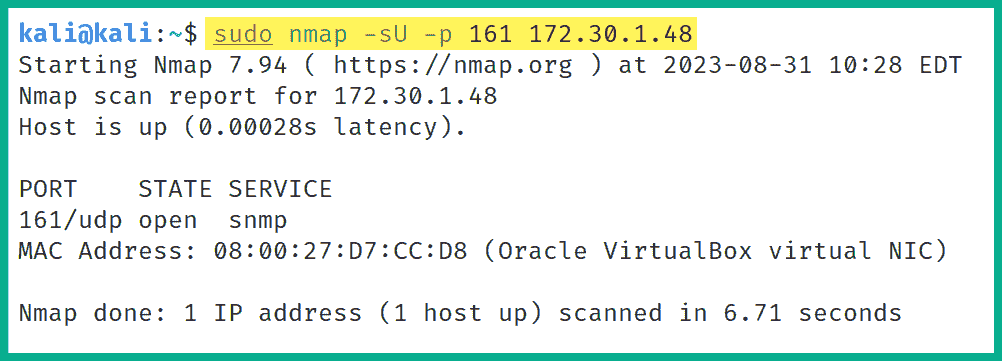 kali@kali:~$ sudo nmap -sU -p 161 172.30.1.48
Starting Nmap 7.94 ( https://nmap.org ) at 2023-08-31 10:28 EDT
Nmap scan report for 172.30.1.48
Host is up (0.00028s latency).
PORT    STATE SERVICE
161/udp open  snmp
MAC Address: 08:00:27:D7:CC:D8 (Oracle VirtualBox virtual NIC)
Nmap done: 1 IP address (1 host up) scanned in 6.71 seconds